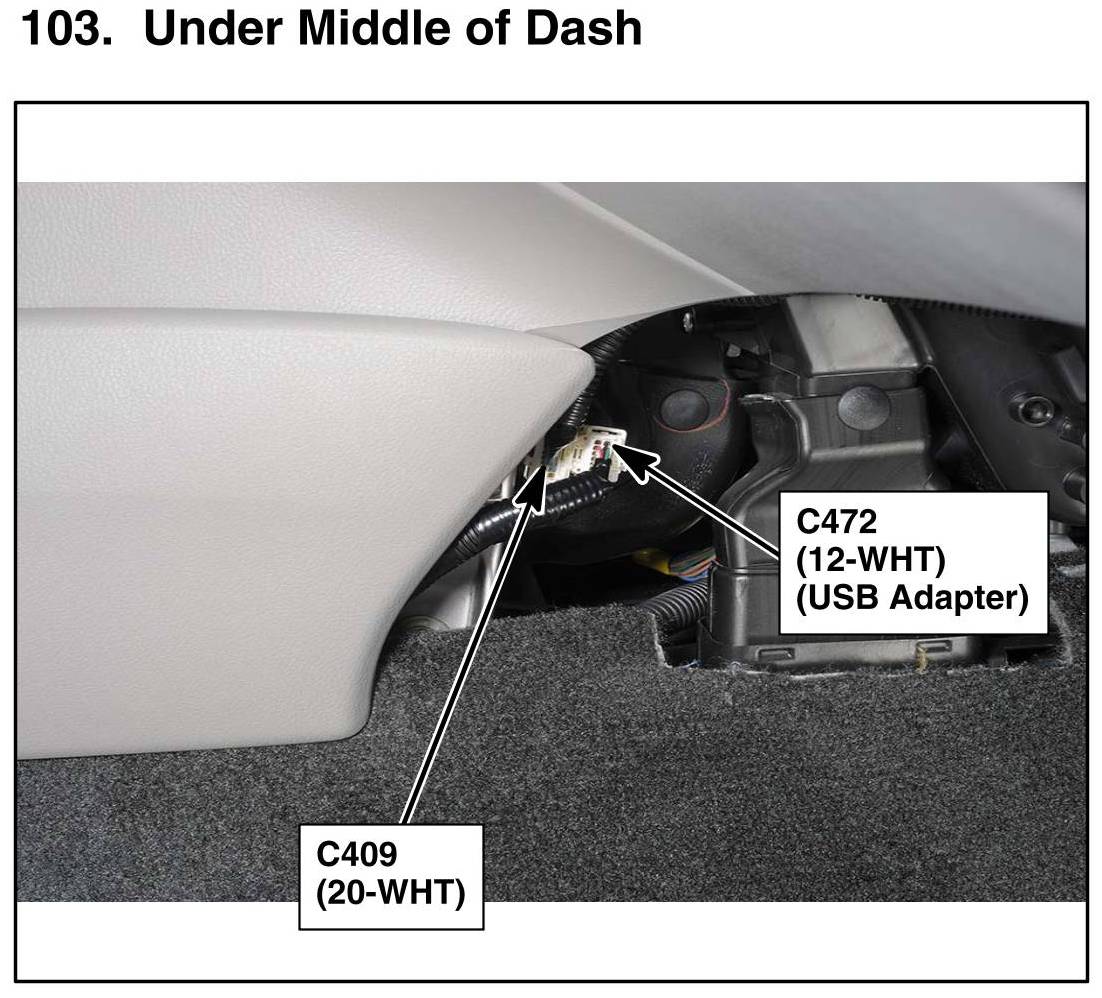 103. Under Middle of Dash
C472
(12-WHT)
(USB Adapter)
C409
(20-WHT)